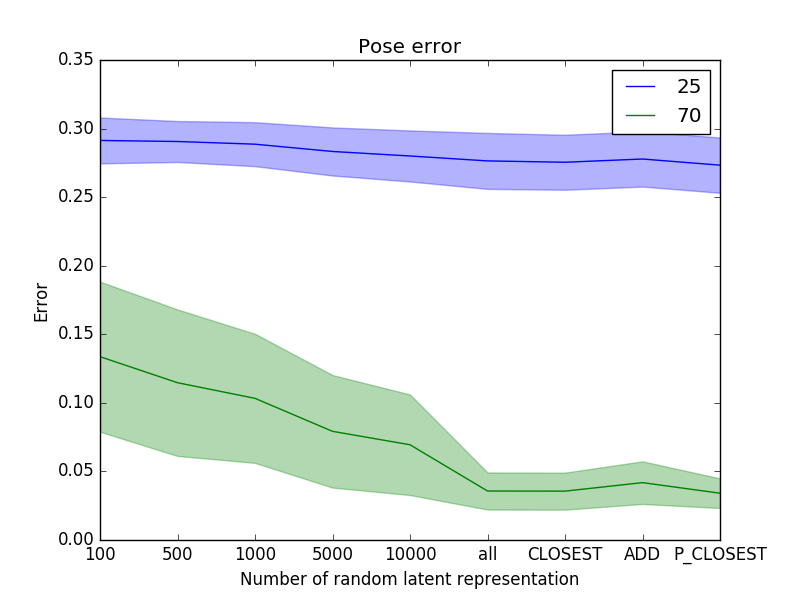 Pose error
25
70
0.35
0.30
0.25
0.20
0.15
0.10
0.05
0.00
Error
100 500 1000 5000 10000 all CLOSEST ADD P_CLOSEST
Number of random latent representation